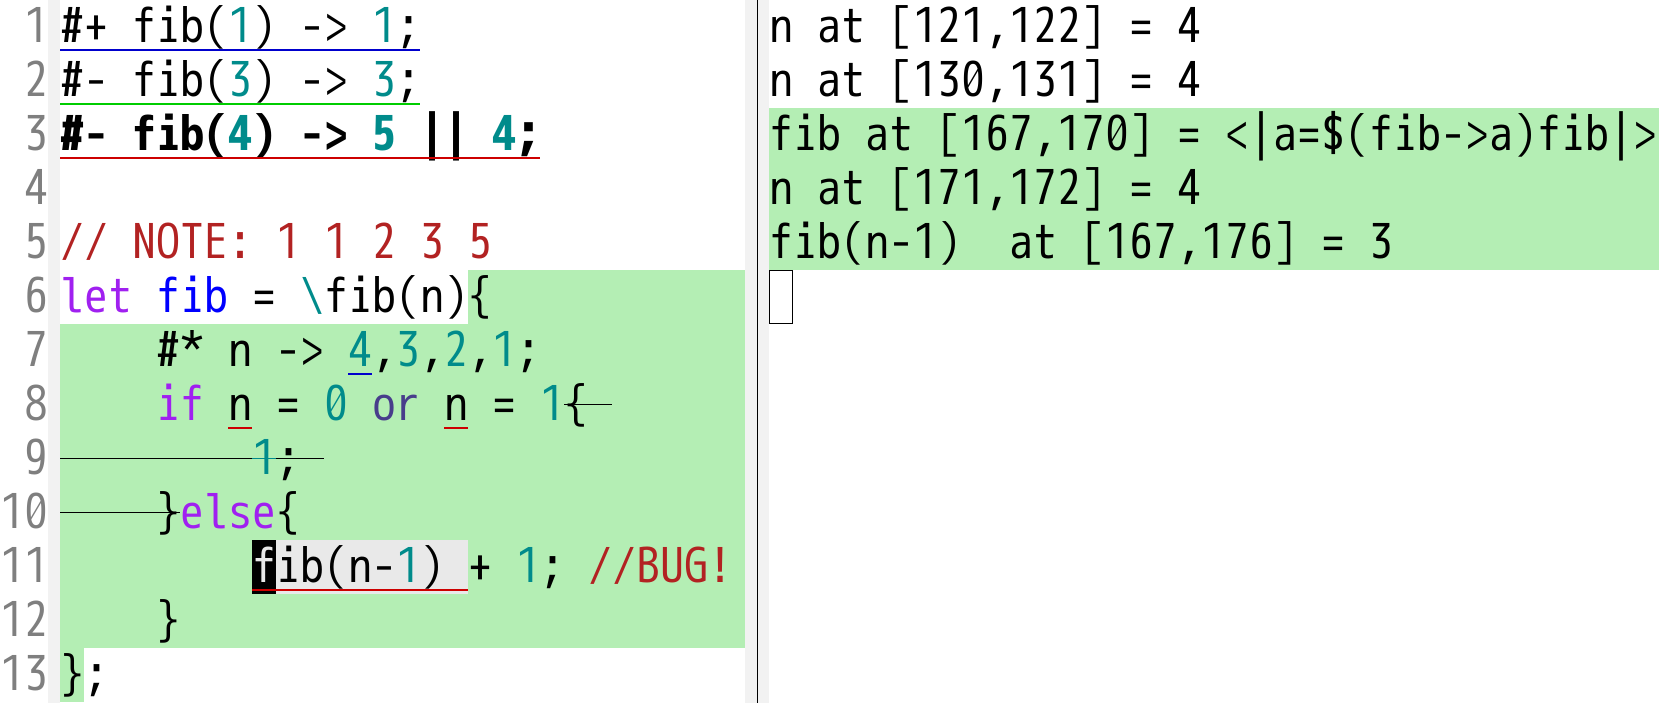 1 #+ fib(1) -> 1;
2 #- fib(3) -> 3;
3 #- fib(4) -> 5 || 4;
4
5 // NOTE: 1 1 2 3 5
6 let fib = \fib(n){
7     #* n -> 4,3,2,1;
8     if n = 0 or n = 1{
9         1;
10     }else{
11         fib(n-1) + 1; //BUG!
12     }
13 };
n at [121,122] = 4
n at [130,131] = 4
fib at [167,170] = <|a=$(fib->a)fib|>
n at [171,172] = 4
fib(n-1)  at [167,176] = 3